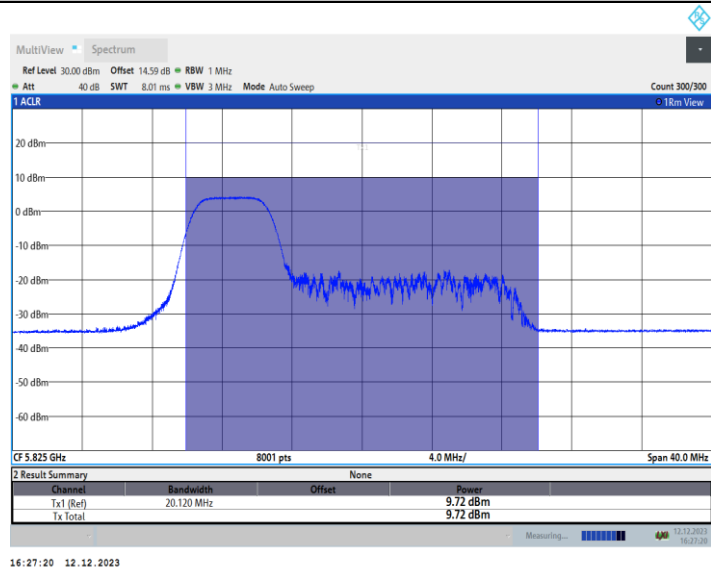 MultiView Spectrum
Ref Level 30.00 dBm Offset 14.59 dB RBW 1 MHz
Att 40 dB SWT 8.01 ms VBW 3 MHz Mode Auto Sweep Count 300/300
1 ACLR 1Rm View
20 dBm
10 dBm
0 dBm
-10 dBm
-20 dBm
-30 dBm
-40 dBm
-50 dBm
-60 dBm
CF 5.825 GHz 8001 pts 4.0 MHz/ Span 40.0 MHz
2 Result Summary None
Channel Bandwidth Offset Power
Tx1 (Ref) 20.120 MHz 9.72 dBm
Tx Total 9.72 dBm
Measuring... 12.12.2023
16:27:20
16:27:20 12.12.2023